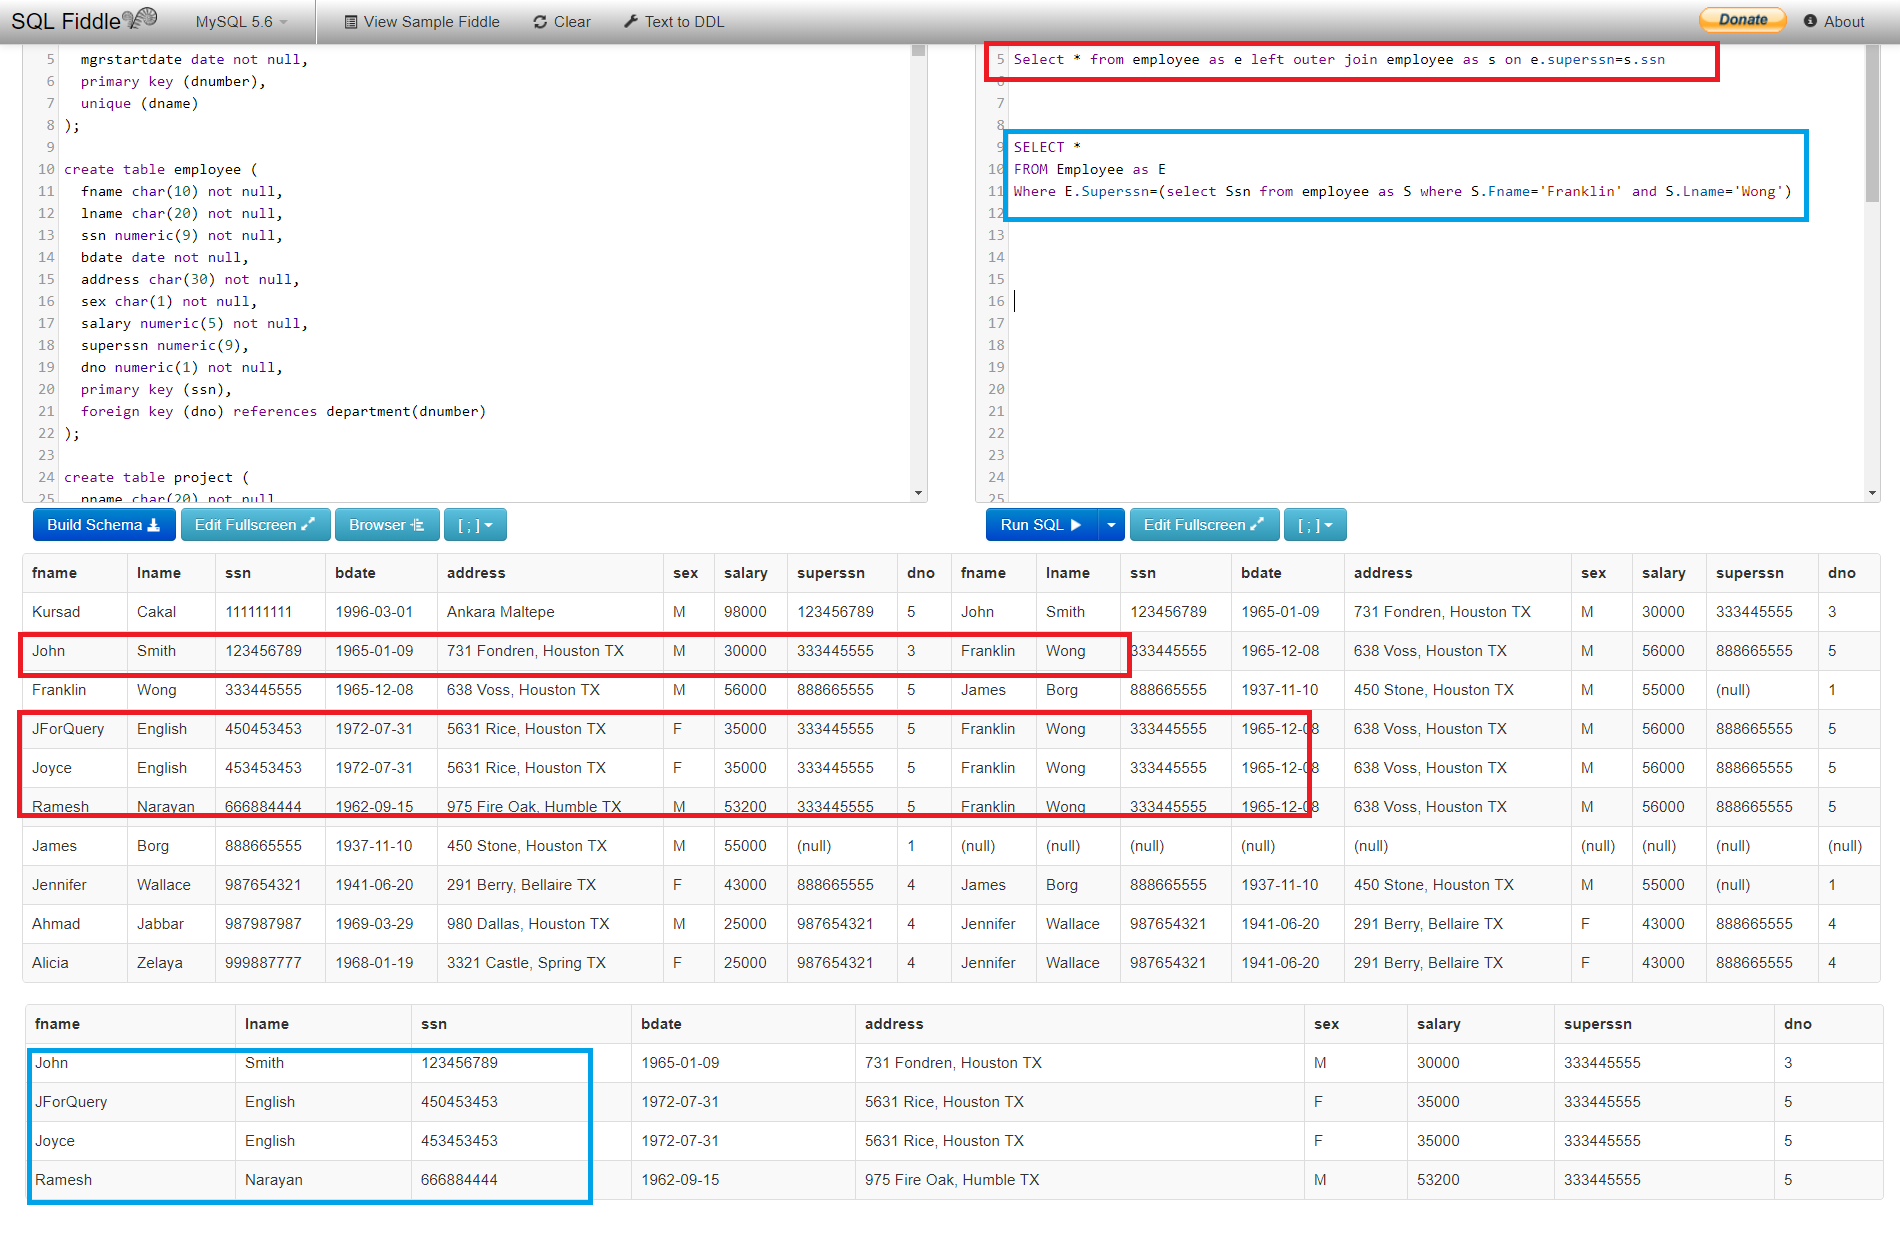 SQL Fiddle MySQL 5.6 View Sample Fiddle Clear Text to DDL Donate About
5 mgrstartdate date not null,
6 primary key (dnumber),
7 unique (dname)
8 );
9
10 create table employee (
11 fname char(10) not null,
12 lname char(20) not null,
13 ssn numeric(9) not null,
14 bdate date not null,
15 address char(30) not null,
16 sex char(1) not null,
17 salary numeric(5) not null,
18 superssn numeric(9),
19 dno numeric(1) not null,
20 primary key (ssn),
21 foreign key (dno) references department(dnumber)
22 );
23
24 create table project (
25 pname char(20) not null
5 Select * from employee as e left outer join employee as s on e.superssn=s.ssn
6
7
8
9 SELECT *
10 FROM Employee as E
11 Where E.Superssn=(select Ssn from employee as S where S.Fname='Franklin' and S.Lname='Wong')
12
13
14
15
16
17
18
19
20
21
22
23
24
25
Build Schema Edit Fullscreen Browser [ ; ] Run SQL Edit Fullscreen [ ; ]
fname lname ssn bdate address sex salary superssn dno fname lname ssn bdate address sex salary superssn dno
Kursad Cakal 111111111 1996-03-01 Ankara Maltepe M 98000 123456789 5 John Smith 123456789 1965-01-09 731 Fondren, Houston TX M 30000 333445555 3
John Smith 123456789 1965-01-09 731 Fondren, Houston TX M 30000 333445555 3 Franklin Wong 333445555 1965-12-08 638 Voss, Houston TX M 56000 888665555 5
Franklin Wong 333445555 1965-12-08 638 Voss, Houston TX M 56000 888665555 5 James Borg 888665555 1937-11-10 450 Stone, Houston TX M 55000 (null) 1
JForQuery English 450453453 1972-07-31 5631 Rice, Houston TX F 35000 333445555 5 Franklin Wong 333445555 1965-12-08 638 Voss, Houston TX M 56000 888665555 5
Joyce English 453453453 1972-07-31 5631 Rice, Houston TX F 35000 333445555 5 Franklin Wong 333445555 1965-12-08 638 Voss, Houston TX M 56000 888665555 5
Ramesh Narayan 666884444 1962-09-15 975 Fire Oak, Humble TX M 53200 333445555 5 Franklin Wong 333445555 1965-12-08 638 Voss, Houston TX M 56000 888665555 5
James Borg 888665555 1937-11-10 450 Stone, Houston TX M 55000 (null) 1 (null) (null) (null) (null) (null) (null) (null) (null) (null)
Jennifer Wallace 987654321 1941-06-20 291 Berry, Bellaire TX F 43000 888665555 4 James Borg 888665555 1937-11-10 450 Stone, Houston TX M 55000 (null) 1
Ahmad Jabbar 987987987 1969-03-29 980 Dallas, Houston TX M 25000 987654321 4 Jennifer Wallace 987654321 1941-06-20 291 Berry, Bellaire TX F 43000 888665555 4
Alicia Zelaya 999887777 1968-01-19 3321 Castle, Spring TX F 25000 987654321 4 Jennifer Wallace 987654321 1941-06-20 291 Berry, Bellaire TX F 43000 888665555 4
fname lname ssn bdate address sex salary superssn dno
John Smith 123456789 1965-01-09 731 Fondren, Houston TX M 30000 333445555 3
JForQuery English 450453453 1972-07-31 5631 Rice, Houston TX F 35000 333445555 5
Joyce English 453453453 1972-07-31 5631 Rice, Houston TX F 35000 333445555 5
Ramesh Narayan 666884444 1962-09-15 975 Fire Oak, Humble TX M 53200 333445555 5